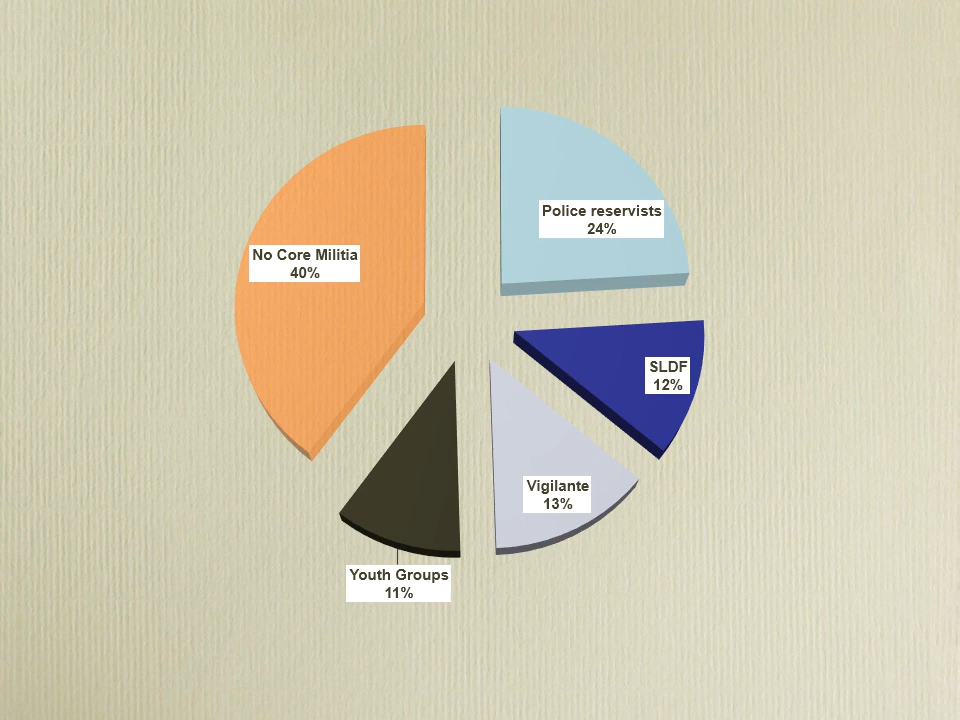 Police reservists
24%
No Core Militia
40%
SLDF
12%
Vigilante
13%
Youth Groups
11%